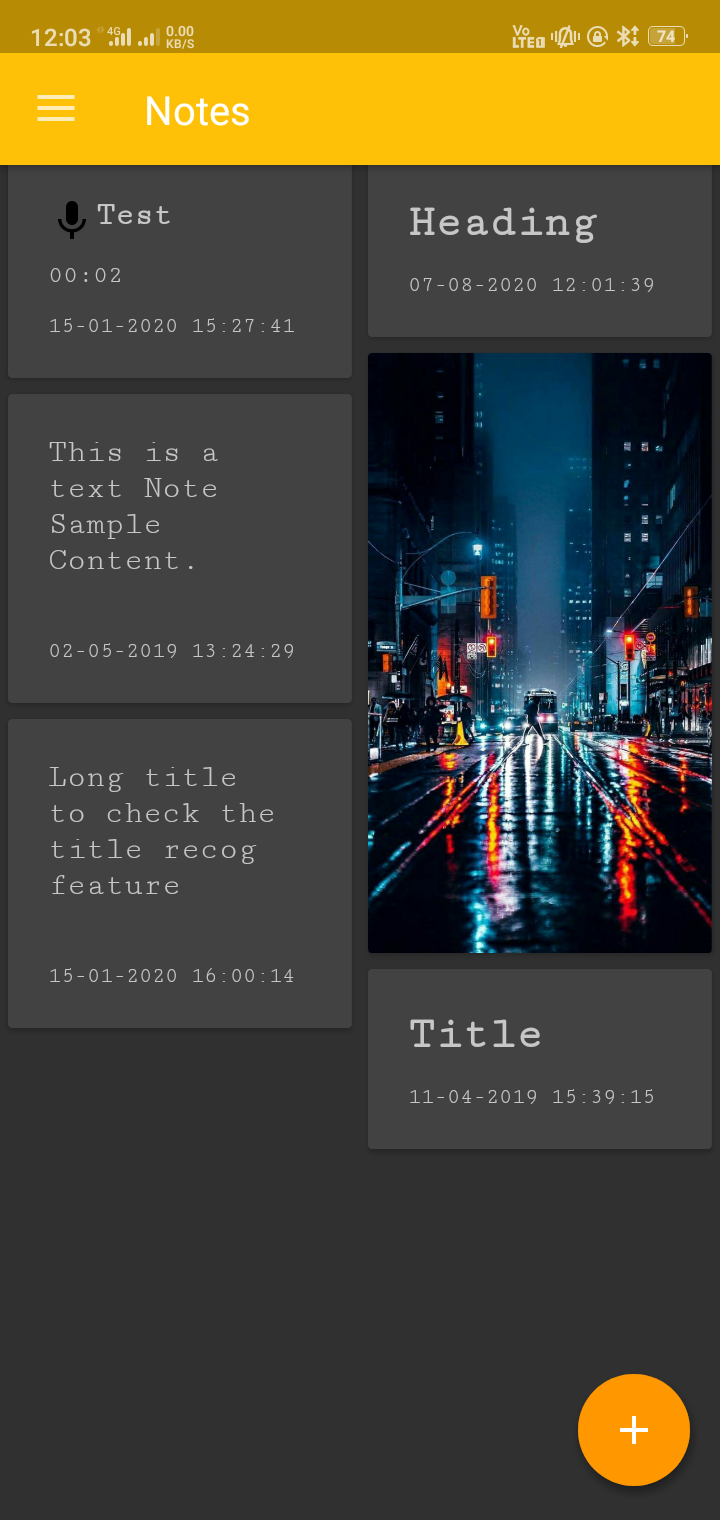 12:03 4G 0.00 KB/S Vo LTE1 74
Notes
Test
00:02
15-01-2020 15:27:41
This is a
text Note
Sample
Content.
02-05-2019 13:24:29
Long title
to check the
title recog
feature
15-01-2020 16:00:14
Heading
07-08-2020 12:01:39
Title
11-04-2019 15:39:15